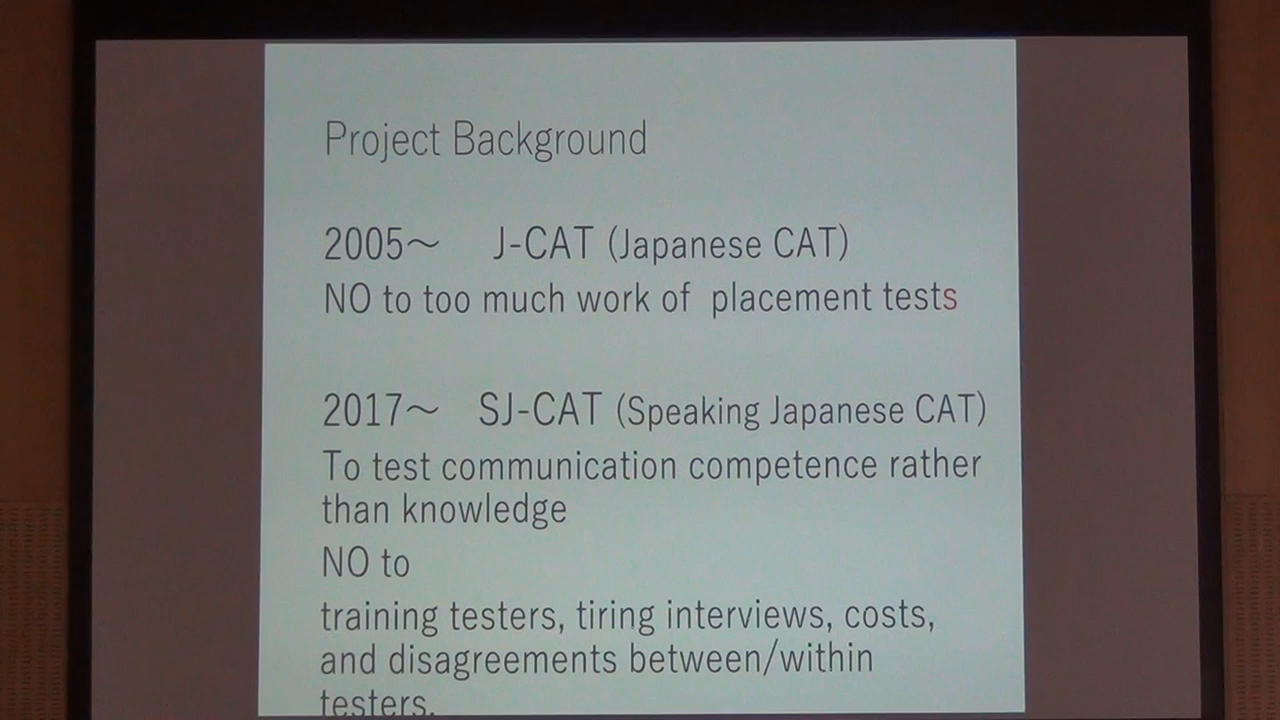 Project Background
2005～ J-CAT (Japanese CAT)
NO to too much work of placement tests
2017～ SJ-CAT (Speaking Japanese CAT)
To test communication competence rather
than knowledge
NO to
training testers, tiring interviews, costs,
and disagreements between/within
testers.